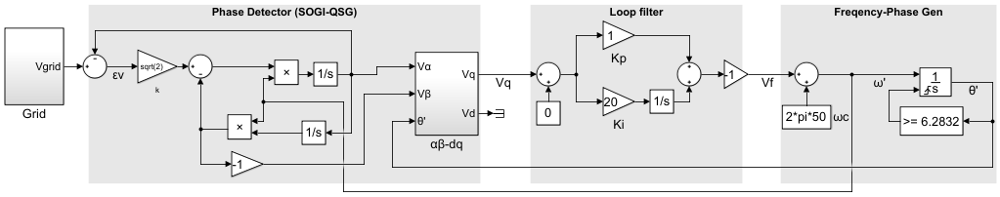 Phase Detector (SOGI-QSG)
Loop filter
Freqency-Phase Gen
Vgrid
Grid
εv
sqrt(2)
k
×
1/s
×
1/s
-1
Vα
Vβ
θ'
Vq
Vd
αβ-dq
Vq
0
1
Kp
20
Ki
1/s
-1
Vf
2*pi*50
ωc
ω'
1
s
θ'
>= 6.2832